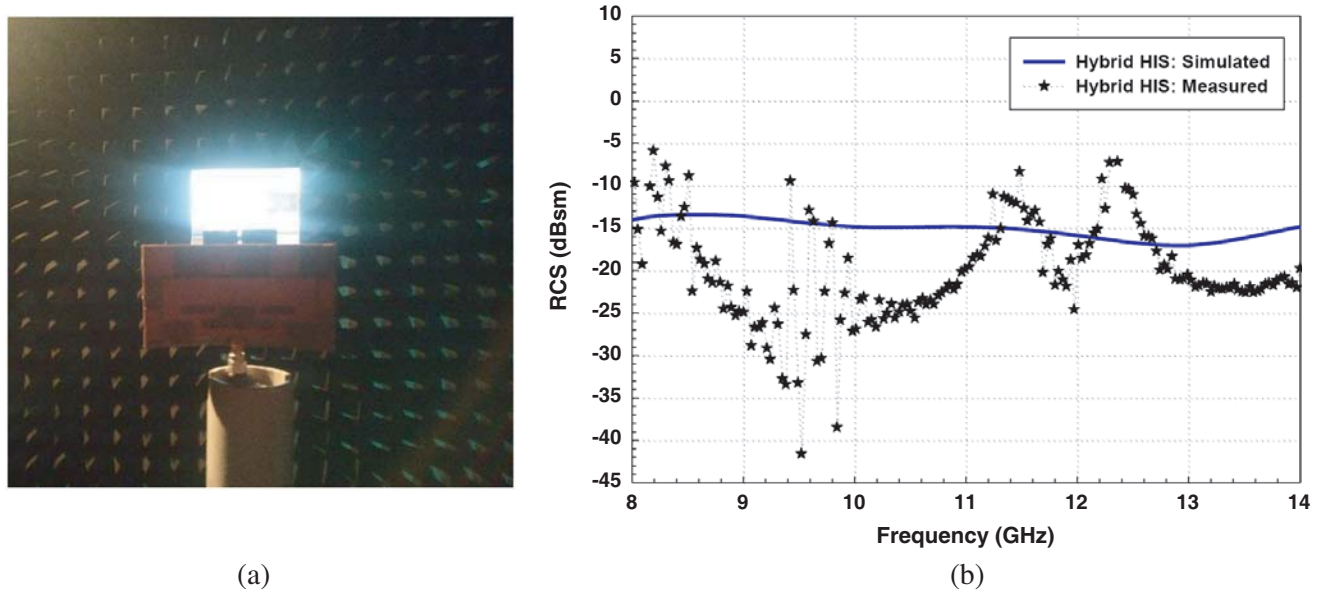 10
5
0
-5
-10
-15
-20
-25
-30
-35
-40
-45
RCS (dBsm)
Hybrid HIS: Simulated
Hybrid HIS: Measured
8 9 10 11 12 13 14
Frequency (GHz)
(a) (b)